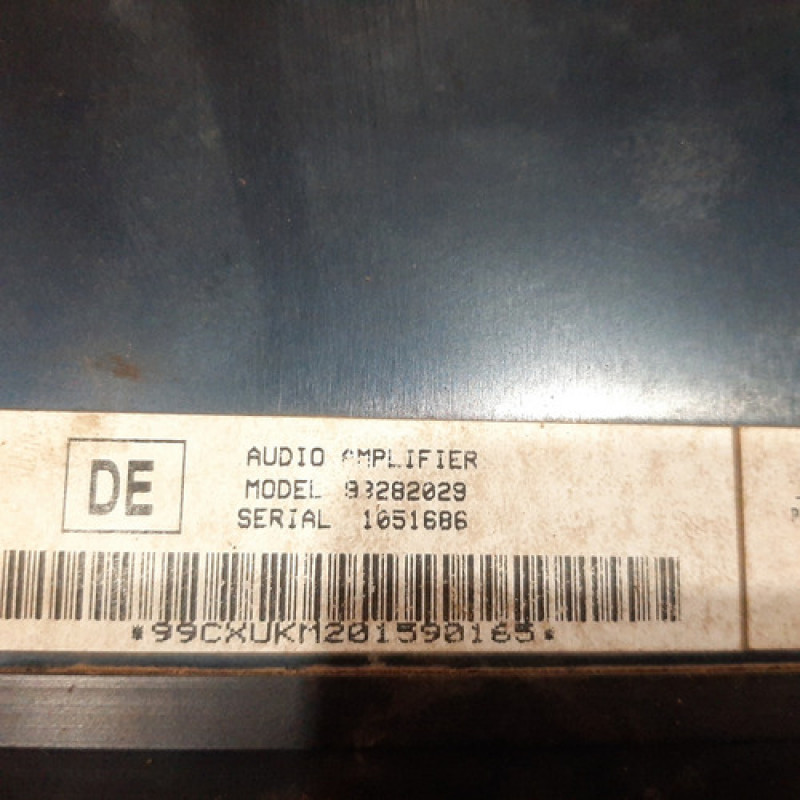 DE
AUDIO AMPLIFIER
MODEL 93282029
SERIAL 1051686
*99CXUKM201590165*